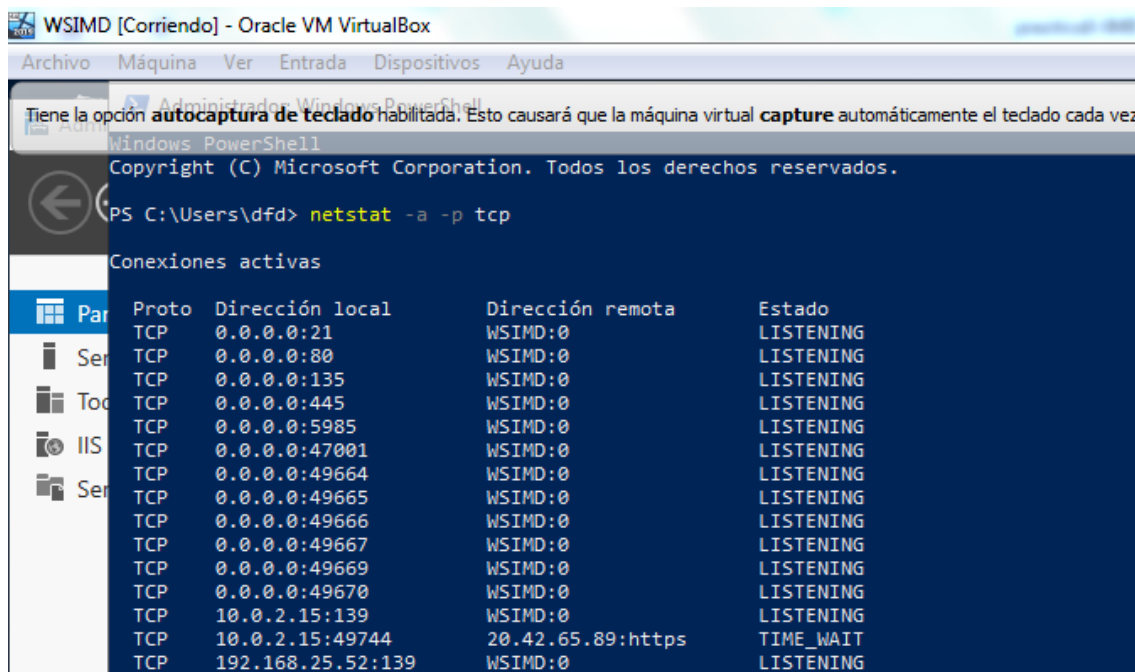 WSIMD [Corriendo] - Oracle VM VirtualBox
Archivo Máquina Ver Entrada Dispositivos Ayuda
Administrador: Windows PowerShell
Tiene la opción autocaptura de teclado habilitada. Esto causará que la máquina virtual capture automáticamente el teclado cada vez
Windows PowerShell
Copyright (C) Microsoft Corporation. Todos los derechos reservados.
PS C:\Users\dfd> netstat -a -p tcp
Conexiones activas
Proto Dirección local Dirección remota Estado
TCP 0.0.0.0:21 WSIMD:0 LISTENING
TCP 0.0.0.0:80 WSIMD:0 LISTENING
TCP 0.0.0.0:135 WSIMD:0 LISTENING
TCP 0.0.0.0:445 WSIMD:0 LISTENING
TCP 0.0.0.0:5985 WSIMD:0 LISTENING
TCP 0.0.0.0:47001 WSIMD:0 LISTENING
TCP 0.0.0.0:49664 WSIMD:0 LISTENING
TCP 0.0.0.0:49665 WSIMD:0 LISTENING
TCP 0.0.0.0:49666 WSIMD:0 LISTENING
TCP 0.0.0.0:49667 WSIMD:0 LISTENING
TCP 0.0.0.0:49669 WSIMD:0 LISTENING
TCP 0.0.0.0:49670 WSIMD:0 LISTENING
TCP 10.0.2.15:139 WSIMD:0 LISTENING
TCP 10.0.2.15:49744 20.42.65.89:https TIME_WAIT
TCP 192.168.25.52:139 WSIMD:0 LISTENING
Par
Ser
Tod
IIS
Ser